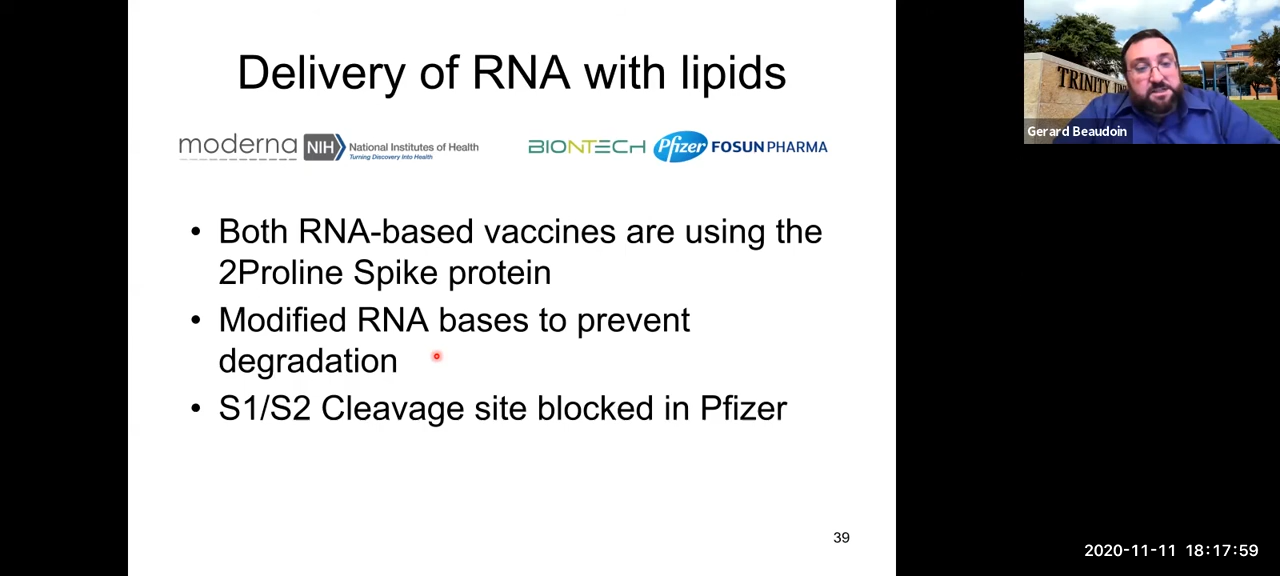 Delivery of RNA with lipids
moderna NIH National Institutes of Health
Turning Discovery Into Health
BIONTECH Pfizer FOSUN PHARMA
• Both RNA-based vaccines are using the
2Proline Spike protein
• Modified RNA bases to prevent
degradation
• S1/S2 Cleavage site blocked in Pfizer
39
TRINITY UNI
Gerard Beaudoin
2020-11-11 18:17:59